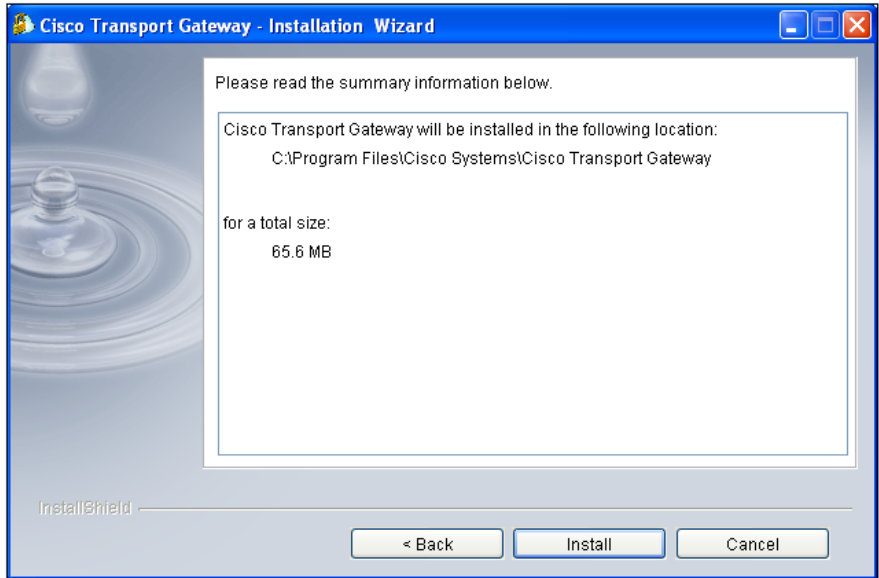 Cisco Transport Gateway - Installation Wizard
Please read the summary information below.
Cisco Transport Gateway will be installed in the following location:
C:\Program Files\Cisco Systems\Cisco Transport Gateway
for a total size:
65.6 MB
InstallShield
< Back
Install
Cancel